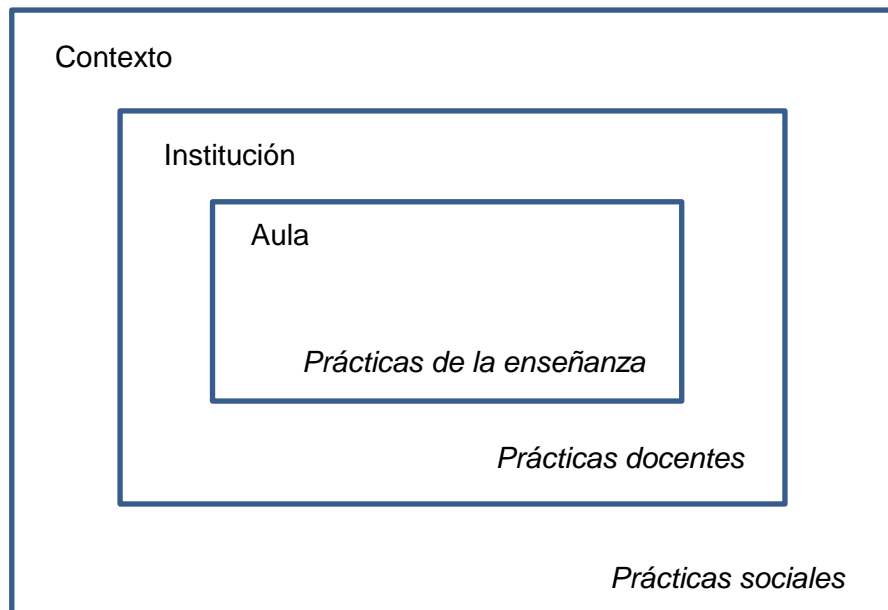 Contexto
Institución
Aula
Prácticas de la enseñanza
Prácticas docentes
Prácticas sociales